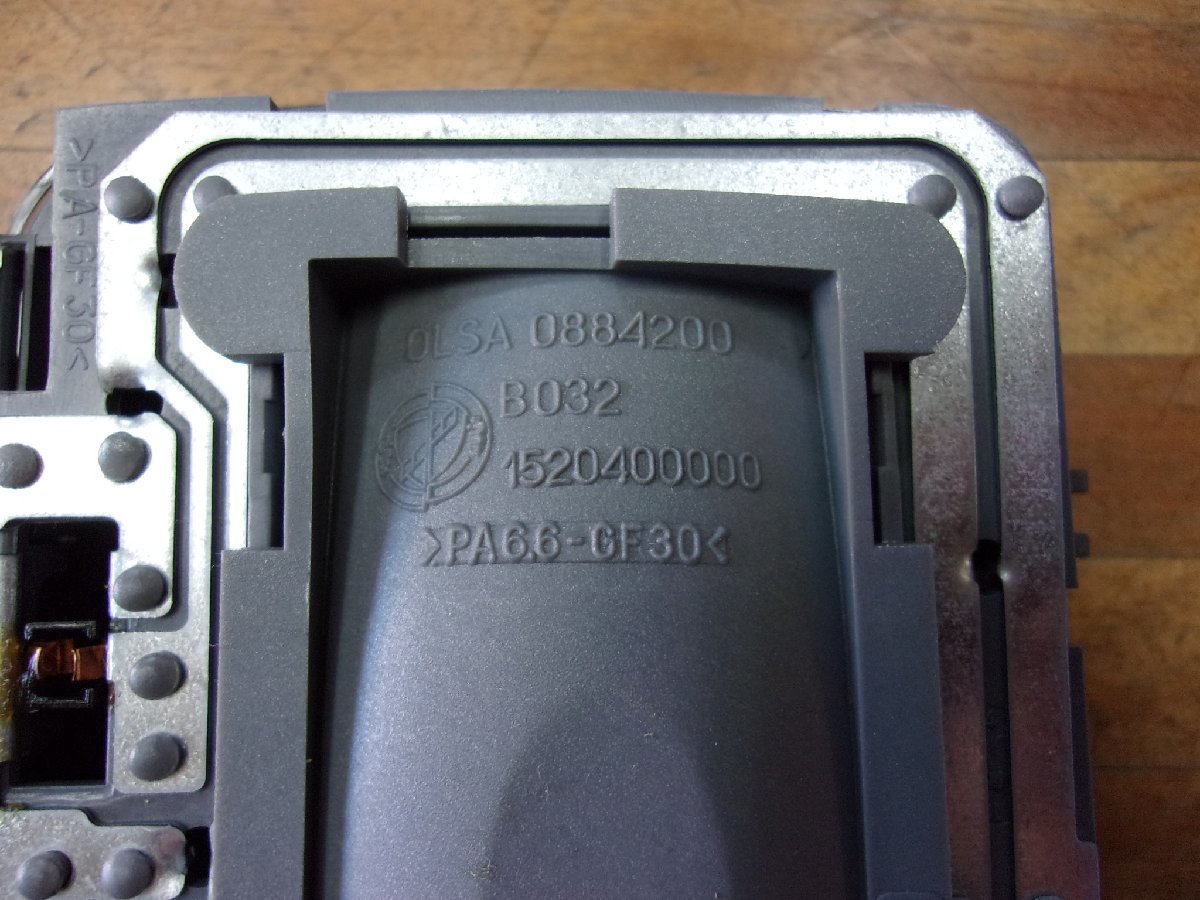 >PA-GF30<
OLSA 0884200
B032
1520400000
>PA6.6-GF30<